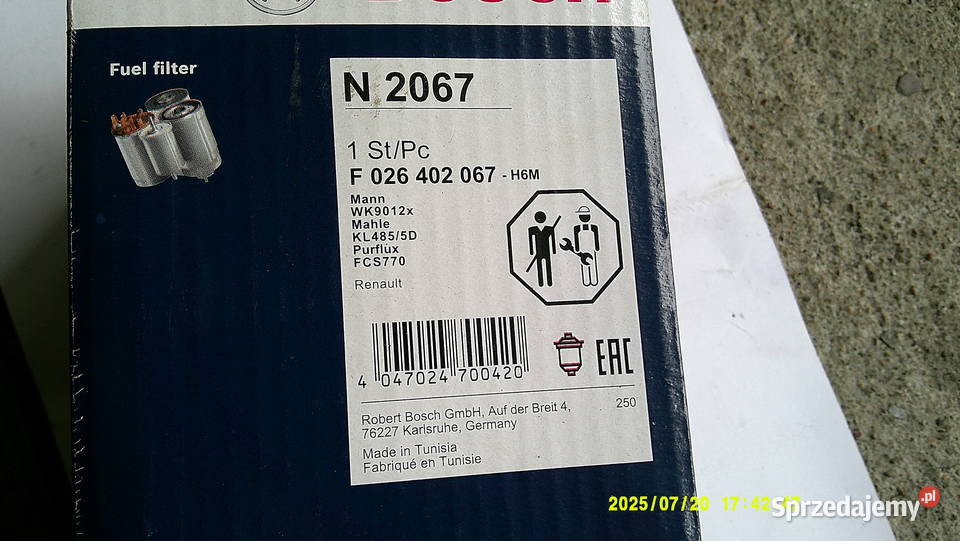 Fuel filter
N 2067
1 St/Pc
F 026 402 067 - H6M
Mann
WK9012x
Mahle
KL485/5D
Purflux
FCS770
Renault
4 047024 700420
EAC
Robert Bosch GmbH, Auf der Breit 4,
76227 Karlsruhe, Germany
250
Made in Tunisia
Fabriqué en Tunisie
2025/07/20
Sprzedajemy.pl